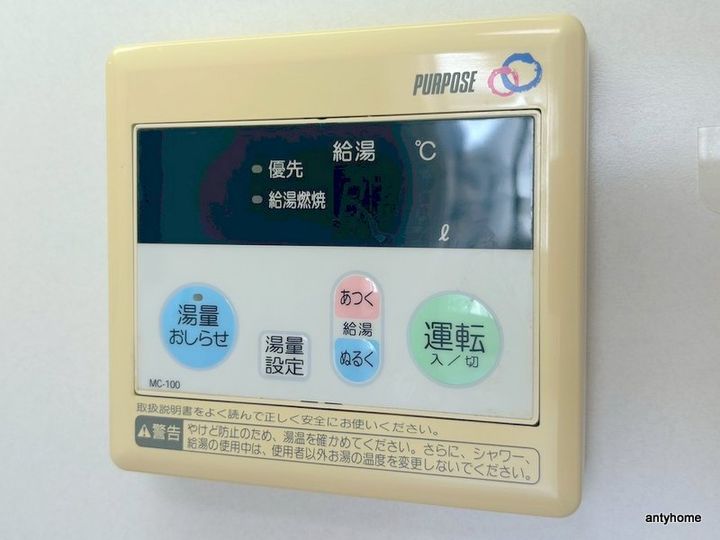 PURPOSE
給湯 ℃
優先
給湯燃焼
ℓ
湯量
おしらせ
湯量
設定
あつく
給湯
ぬるく
運転
入／切
MC-100
取扱説明書をよく読んで正しく安全にお使いください。
警告 やけど防止のため、湯温を確かめてください。さらに、シャワー、
給湯の使用中は、使用者以外お湯の温度を変更しないでください。
antyhome